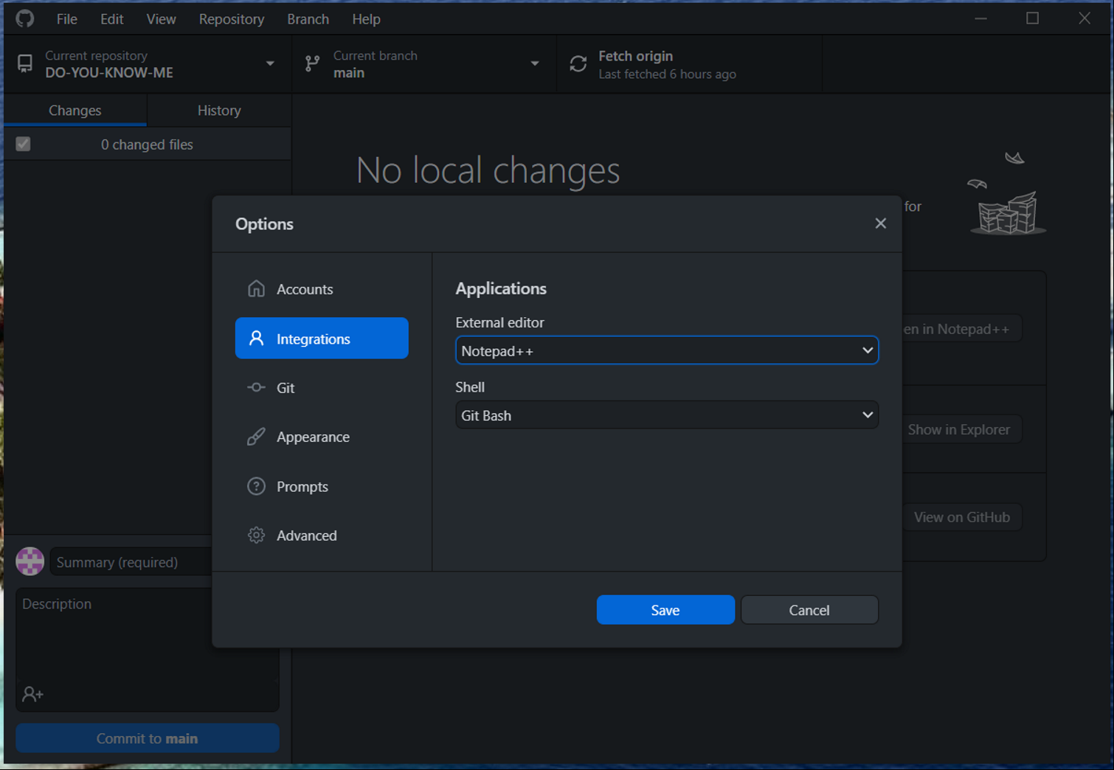 File Edit View Repository Branch Help
Current repository
DO-YOU-KNOW-ME
Current branch
main
Fetch origin
Last fetched 6 hours ago
Changes
History
0 changed files
No local changes
for
Options
Accounts
Integrations
Git
Appearance
Prompts
Advanced
Applications
External editor
Notepad++
Shell
Git Bash
Save
Cancel
en in Notepad++
Show in Explorer
View on GitHub
Summary (required)
Description
Commit to main